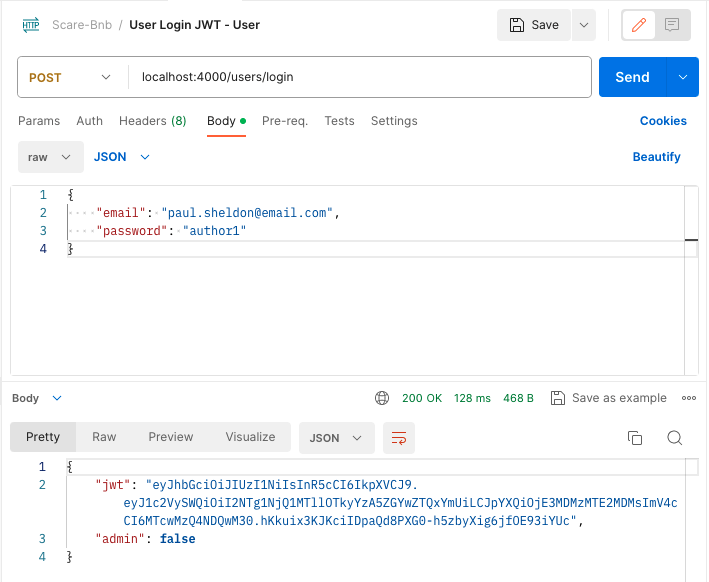 HTTP Scare-Bnb / User Login JWT - User Save
POST localhost:4000/users/login Send
Params Auth Headers (8) Body Pre-req. Tests Settings Cookies
raw JSON Beautify
1 {
2 "email": "paul.sheldon@email.com",
3 "password": "author1"
4 }
Body 200 OK 128 ms 468 B Save as example
Pretty Raw Preview Visualize JSON
1 {
2 "jwt": "eyJhbGciOiJIUzI1NiIsInR5cCI6IkpXVCJ9.
eyJ1c2VySWQiOiI2NTg1NjQ1MTllOTkyYzA5ZGYwZTQxYmUiLCJpYXQiOjE3MDMzMTE2MDMsImV4c
CI6MTcwMzQ4NDQwM30.hKkuix3KJKciIDpaQd8PXG0-h5zbyXig6jfOE93iYUc",
3 "admin": false
4 }